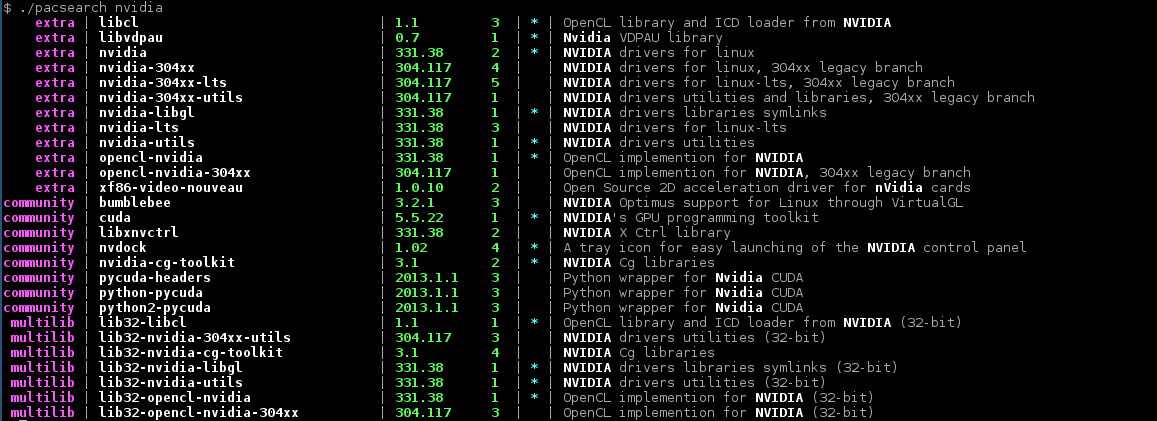 $ ./pacsearch nvidia
extra | libcl | 1.1 3 | * | OpenCL library and ICD loader from NVIDIA
extra | libvdpau | 0.7 1 | * | Nvidia VDPAU library
extra | nvidia | 331.38 2 | * | NVIDIA drivers for linux
extra | nvidia-304xx | 304.117 4 | | NVIDIA drivers for linux, 304xx legacy branch
extra | nvidia-304xx-lts | 304.117 5 | | NVIDIA drivers for linux-lts, 304xx legacy branch
extra | nvidia-304xx-utils | 304.117 1 | | NVIDIA drivers utilities and libraries, 304xx legacy branch
extra | nvidia-libgl | 331.38 1 | * | NVIDIA drivers libraries symlinks
extra | nvidia-lts | 331.38 3 | | NVIDIA drivers for linux-lts
extra | nvidia-utils | 331.38 1 | * | NVIDIA drivers utilities
extra | opencl-nvidia | 331.38 1 | * | OpenCL implemention for NVIDIA
extra | opencl-nvidia-304xx | 304.117 1 | | OpenCL implemention for NVIDIA, 304xx legacy branch
extra | xf86-video-nouveau | 1.0.10 2 | | Open Source 2D acceleration driver for nVidia cards
community | bumblebee | 3.2.1 3 | | NVIDIA Optimus support for Linux through VirtualGL
community | cuda | 5.5.22 1 | * | NVIDIA's GPU programming toolkit
community | libxnvctrl | 331.38 2 | | NVIDIA X Ctrl library
community | nvdock | 1.02 4 | * | A tray icon for easy launching of the NVIDIA control panel
community | nvidia-cg-toolkit | 3.1 2 | * | NVIDIA Cg libraries
community | pycuda-headers | 2013.1.1 3 | | Python wrapper for Nvidia CUDA
community | python-pycuda | 2013.1.1 3 | | Python wrapper for Nvidia CUDA
community | python2-pycuda | 2013.1.1 3 | | Python wrapper for Nvidia CUDA
multilib | lib32-libcl | 1.1 1 | * | OpenCL library and ICD loader from NVIDIA (32-bit)
multilib | lib32-nvidia-304xx-utils | 304.117 3 | | NVIDIA drivers utilities (32-bit)
multilib | lib32-nvidia-cg-toolkit | 3.1 4 | | NVIDIA Cg libraries
multilib | lib32-nvidia-libgl | 331.38 1 | * | NVIDIA drivers libraries symlinks (32-bit)
multilib | lib32-nvidia-utils | 331.38 1 | * | NVIDIA drivers utilities (32-bit)
multilib | lib32-opencl-nvidia | 331.38 1 | * | OpenCL implemention for NVIDIA (32-bit)
multilib | lib32-opencl-nvidia-304xx | 304.117 3 | | OpenCL implemention for NVIDIA (32-bit)